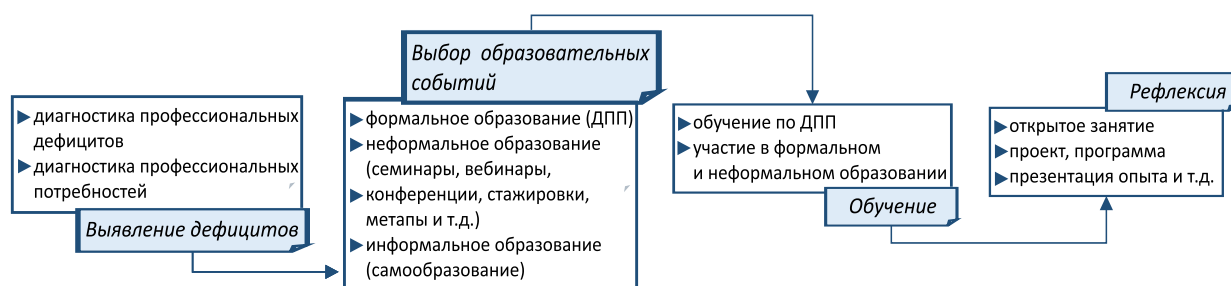 диагностика профессиональных
дефицитов
диагностика профессиональных
потребностей
Выявление дефицитов
Выбор образовательных
событий
формальное образование (ДПП)
неформальное образование
(семинары, вебинары,
конференции, стажировки,
метапы и т.д.)
информальное образование
(самообразование)
обучение по ДПП
участие в формальном
и неформальном образовании
Обучение
Рефлексия
открытое занятие
проект, программа
презентация опыта и т.д.